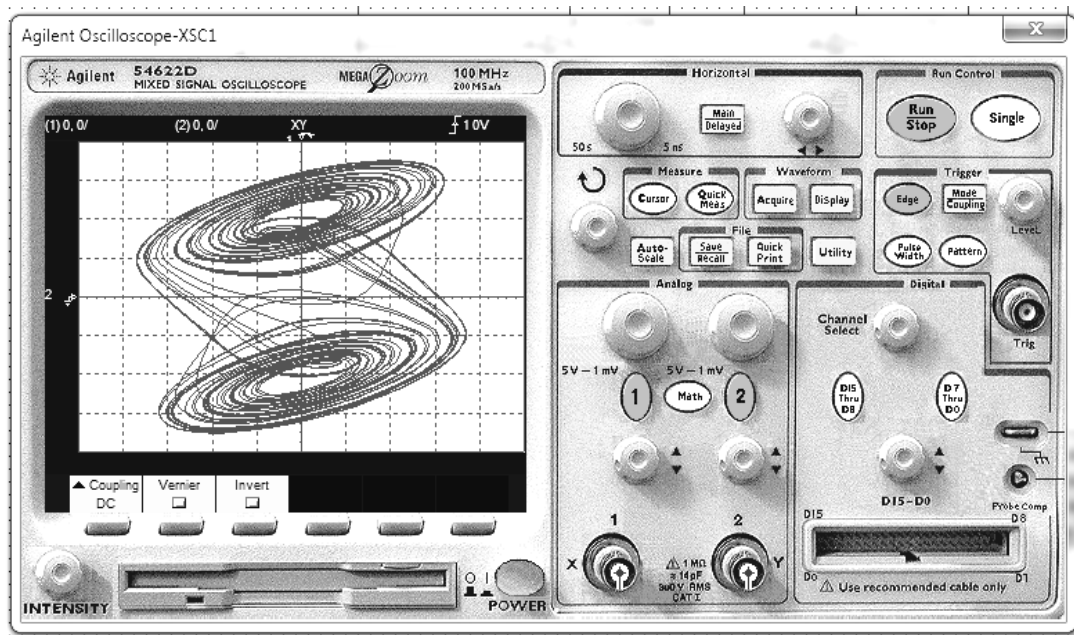 Agilent Oscilloscope-XSC1
Agilent 54622D
MIXED SIGNAL OSCILLOSCOPE
MEGA Zoom
100 MHz
200 MSa/s
(1) 0, 0/ (2) 0, 0/ XY 10V
1
2
Coupling
DC
Vernier
Invert
INTENSITY
O I
POWER
Horizontal
50 s
5 ns
Main
Delayed
Run Control
Run
Stop
Single
Measure
Cursor
Quick
Meas
Waveform
Acquire
Display
Trigger
Edge
Mode
Coupling
Level
Pulse
Width
Pattern
Trig
Auto-
Scale
File
Save
Recall
Quick
Print
Utility
Analog
5V – 1 mV
5V – 1 mV
1
Math
2
1
2
X
Y
1 MΩ
≈ 14pF
300 V RMS
CAT I
Digital
Channel
Select
D15
Thru
D8
D7
Thru
D0
D15-D0
Probe Comp
D15
D8
D0
D1
Use recommended cable only